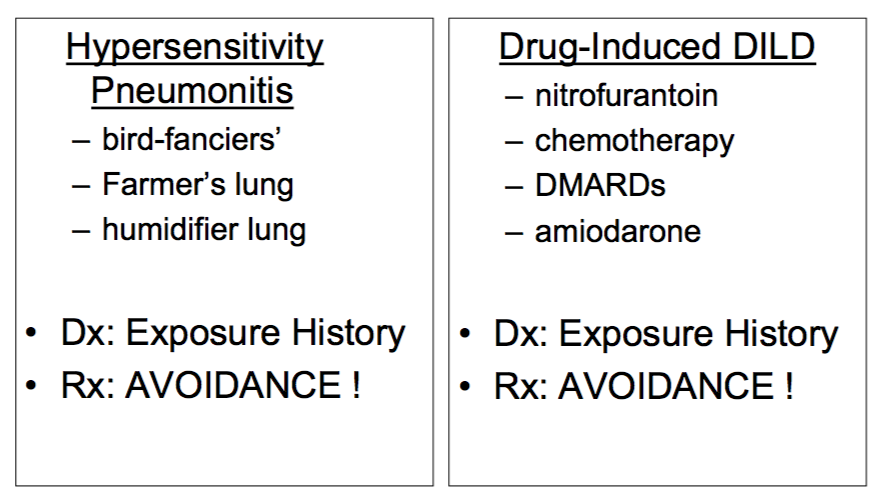 Hypersensitivity
Pneumonitis
– bird-fanciers’
– Farmer’s lung
– humidifier lung
• Dx: Exposure History
• Rx: AVOIDANCE !
Drug-Induced DILD
– nitrofurantoin
– chemotherapy
– DMARDs
– amiodarone
• Dx: Exposure History
• Rx: AVOIDANCE !